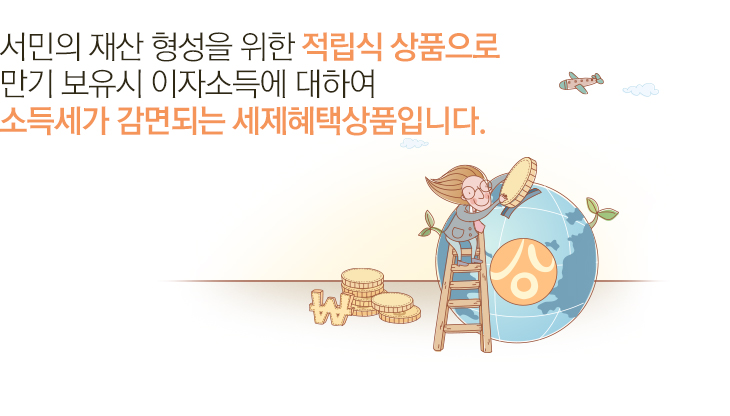 서민의 재산 형성을 위한 적립식 상품으로
만기 보유시 이자소득에 대하여
소득세가 감면되는 세제혜택상품입니다.
₩